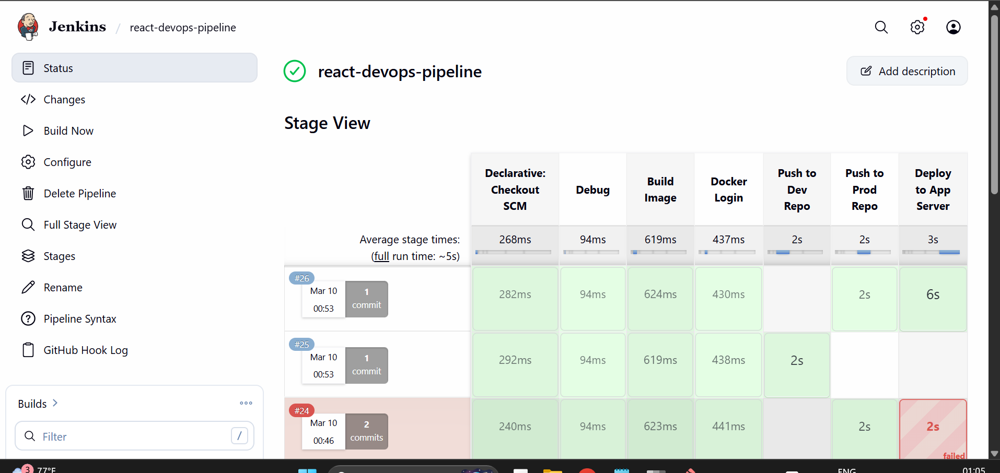 Jenkins / react-devops-pipeline
Status
Changes
Build Now
Configure
Delete Pipeline
Full Stage View
Stages
Rename
Pipeline Syntax
GitHub Hook Log
Builds
Filter
/
react-devops-pipeline
Add description
Stage View
Declarative:
Checkout
SCM
Debug
Build
Image
Docker
Login
Push to
Dev
Repo
Push to
Prod
Repo
Deploy
to App
Server
Average stage times:
(full run time: ~5s)
268ms
94ms
619ms
437ms
2s
2s
3s
#26
Mar 10
00:53
1
commit
282ms
94ms
624ms
430ms
2s
6s
#25
Mar 10
00:53
1
commit
292ms
94ms
619ms
438ms
2s
#24
Mar 10
00:46
2
commits
240ms
94ms
623ms
441ms
2s
2s
failed
3
77°F
ENG
01:05